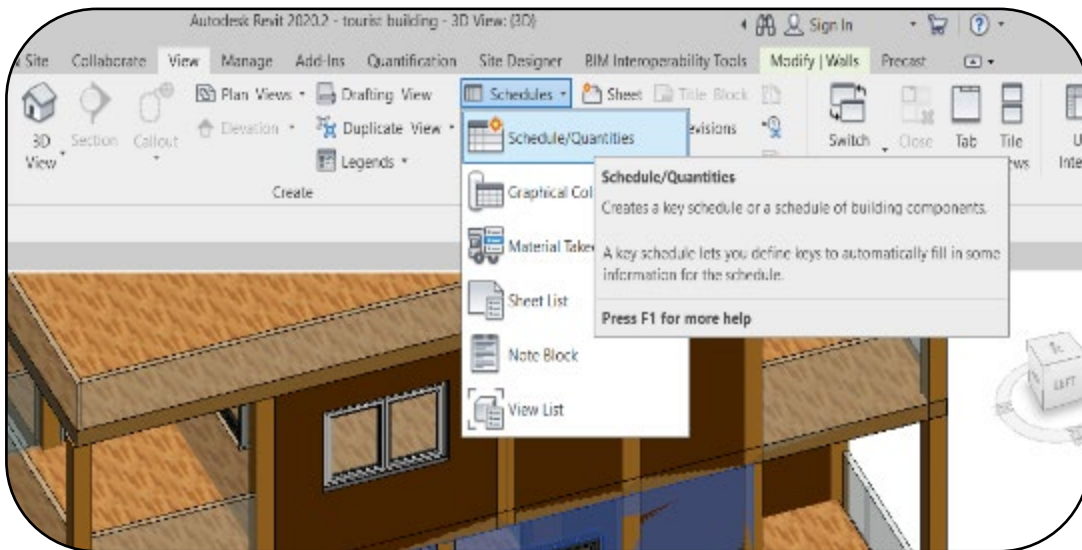 Autodesk Revit 2020.2 - tourist building - 3D View: {3D}
Sign In
Site Collaborate View Manage Add-Ins Quantification Site Designer BIM Interoperability Tools Modify | Walls Precast
3D View
Section
Callout
Plan Views
Elevation
Drafting View
Duplicate View
Legends
Create
Schedules
Sheet
Title Block
evisions
Switch
Close
Tab
Tile
ws
U
Inte
Schedule/Quantities
Graphical Col
Material Take
Sheet List
Note Block
View List
Schedule/Quantities
Creates a key schedule or a schedule of building components.
A key schedule lets you define keys to automatically fill in some
information for the schedule.
Press F1 for more help
LEFT